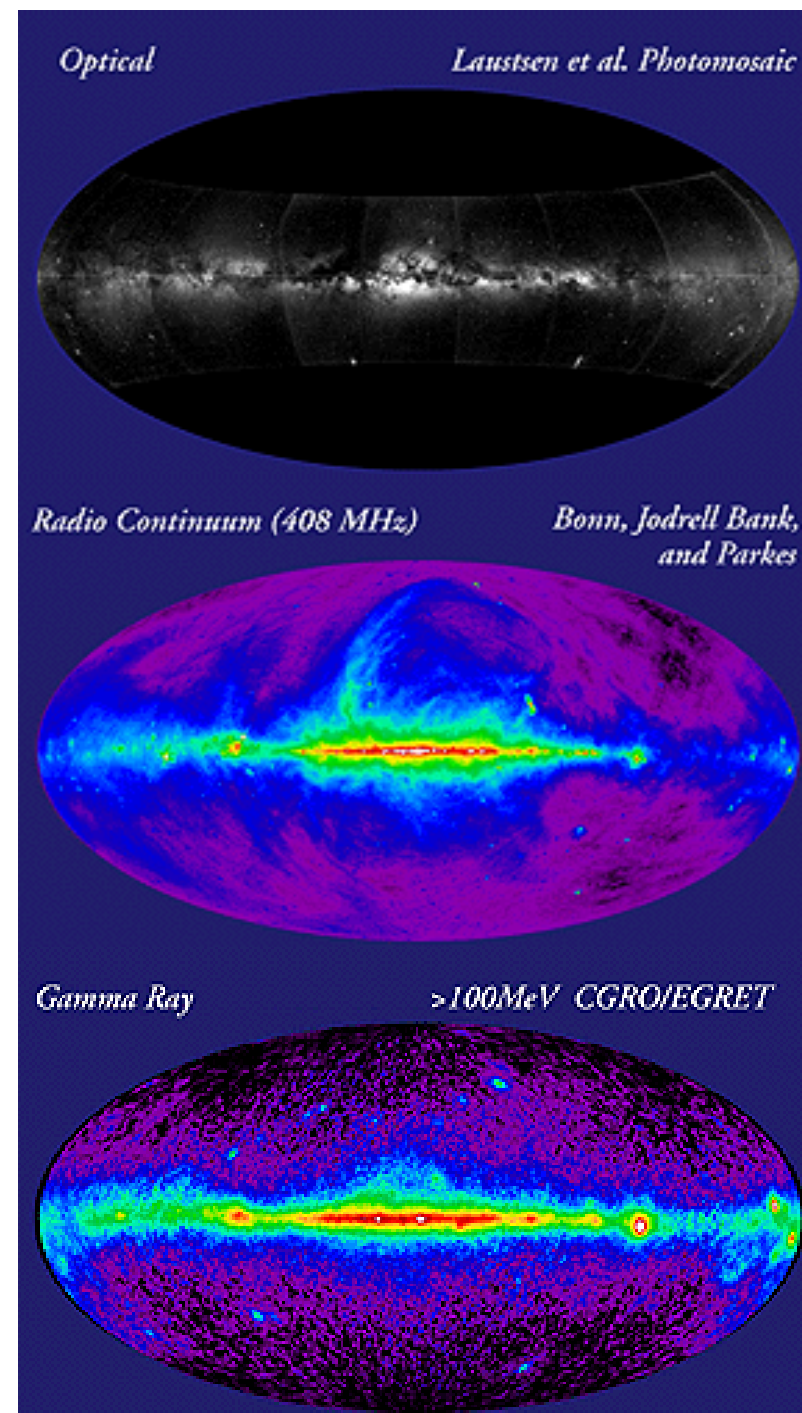 Optical Laustsen et al. Photomosaic
Radio Continuum (408 MHz) Bonn, Jodrell Bank,
and Parkes
Gamma Ray >100MeV CGRO/EGRET